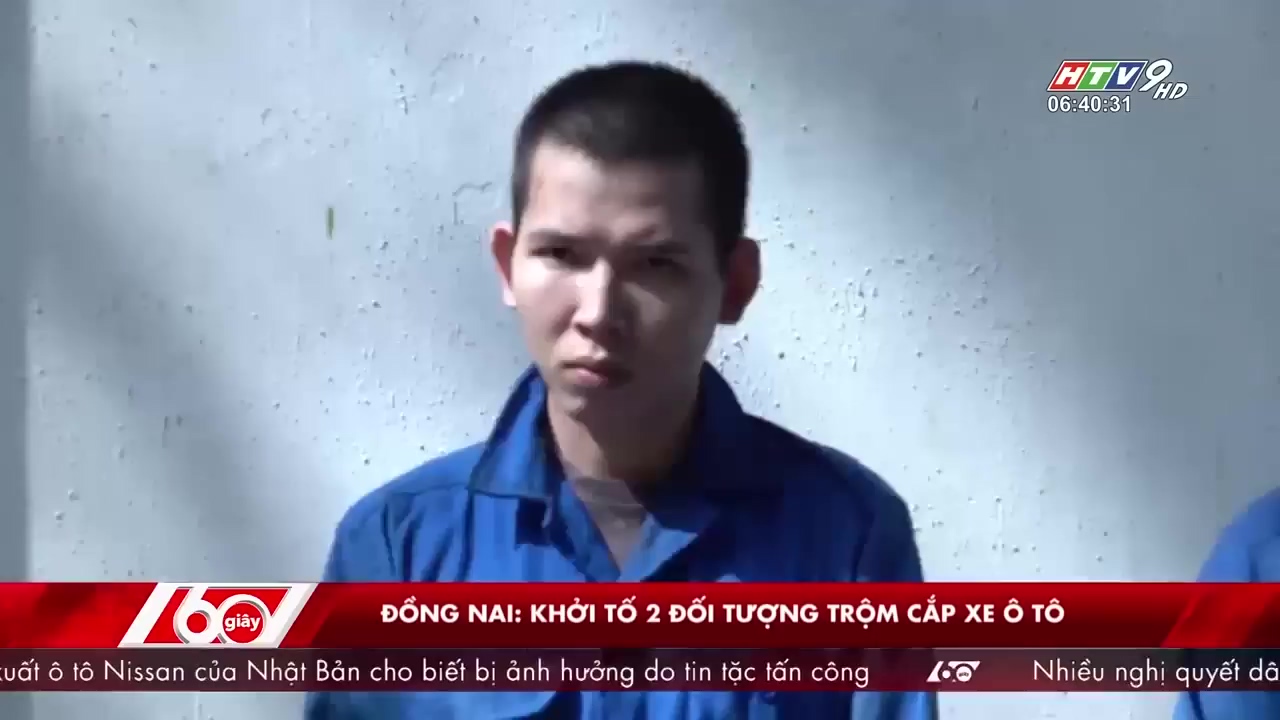 HTV9 HD
06:40:31
60 giây
ĐỒNG NAI: KHỞI TỐ 2 ĐỐI TƯỢNG TRỘM CẮP XE Ô TÔ
xuất ô tô Nissan của Nhật Bản cho biết bị ảnh hưởng do tin tặc tấn công 60 giây Nhiều nghị quyết